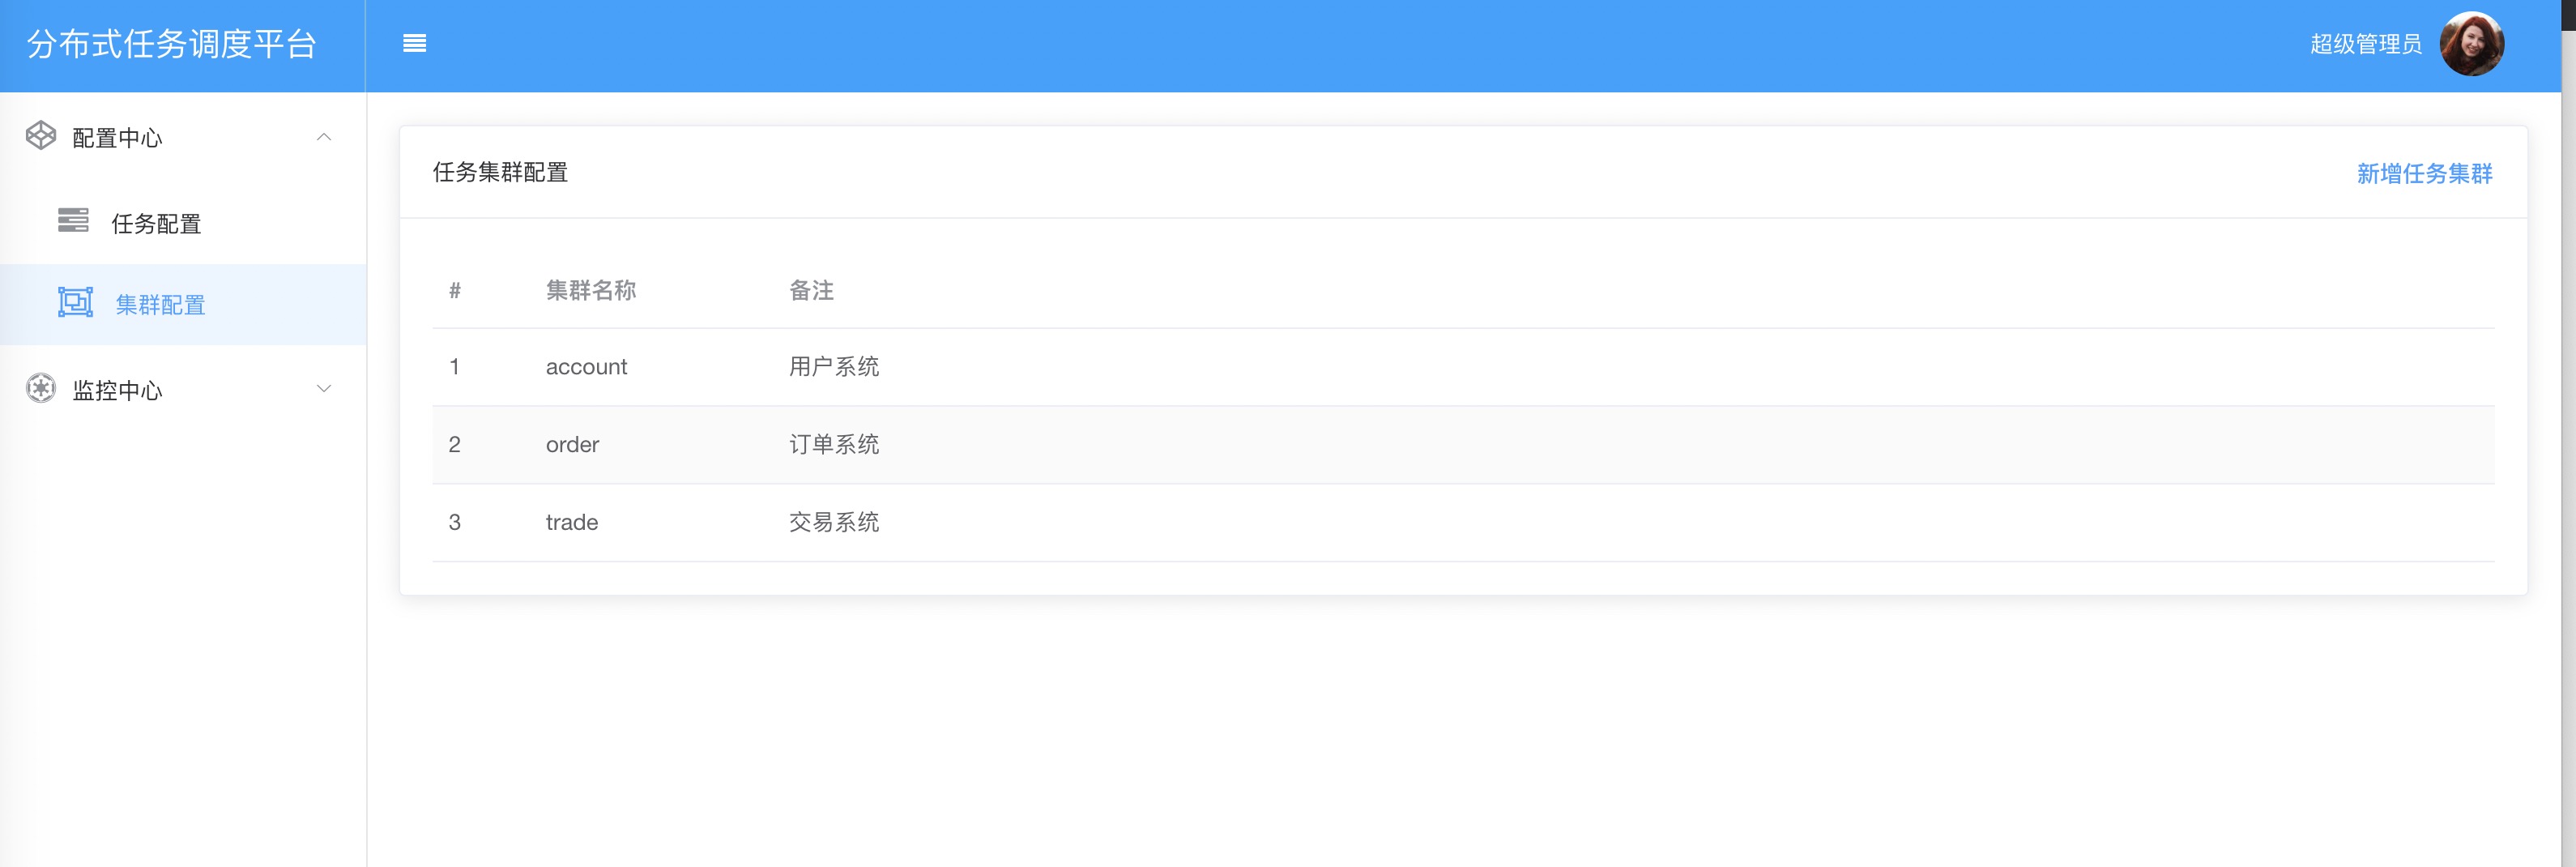 分布式任务调度平台
超级管理员
配置中心
任务配置
集群配置
监控中心
任务集群配置 新增任务集群
# 集群名称 备注
1 account 用户系统
2 order 订单系统
3 trade 交易系统